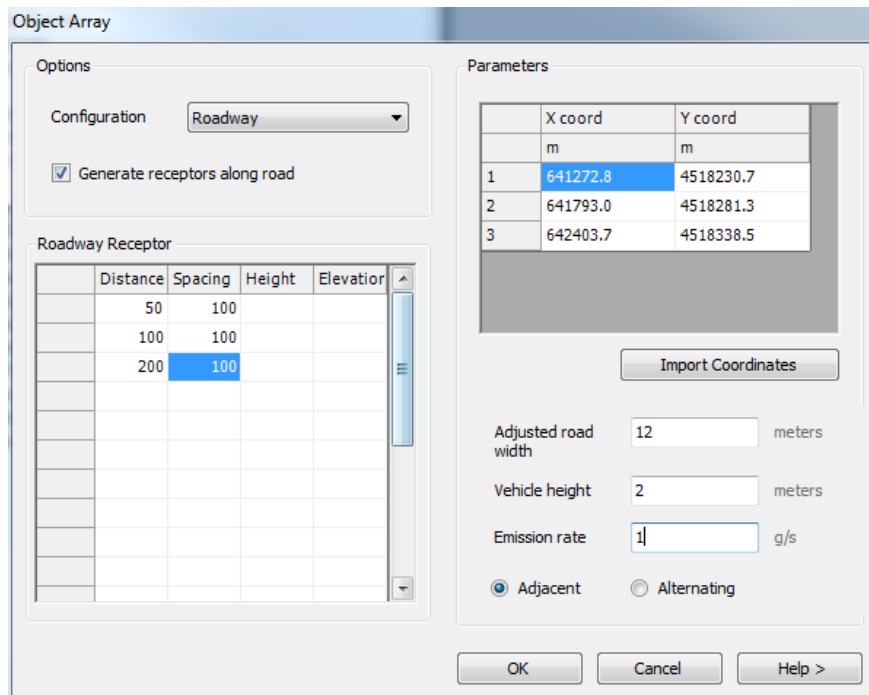 Object Array
Options
Configuration Roadway
Generate receptors along road
Roadway Receptor
Distance Spacing Height Elevation
50 100
100 100
200 100
Parameters
X coord Y coord
m m
1 641272.8 4518230.7
2 641793.0 4518281.3
3 642403.7 4518338.5
Import Coordinates
Adjusted road width 12 meters
Vehicle height 2 meters
Emission rate 1 g/s
Adjacent Alternating
OK Cancel Help >